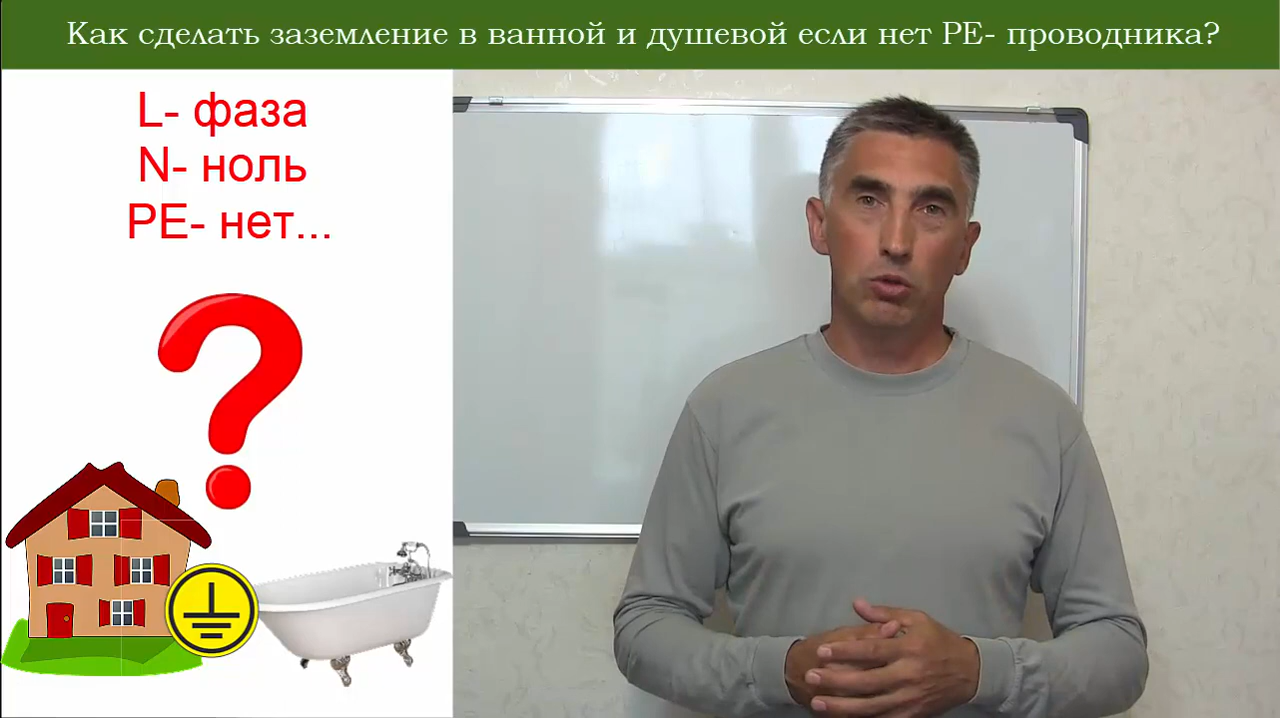 Как сделать заземление в ванной и душевой если нет PE- проводника?
L- фаза
N- ноль
PE- нет...